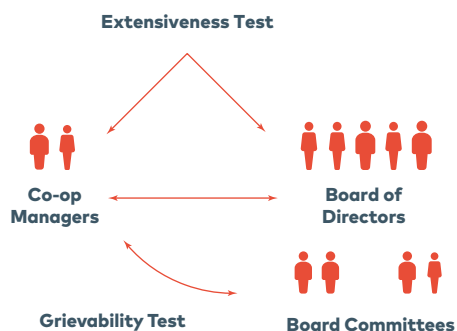 Extensiveness Test
Co-op
Managers
Board of
Directors
Grievability Test
Board Committees